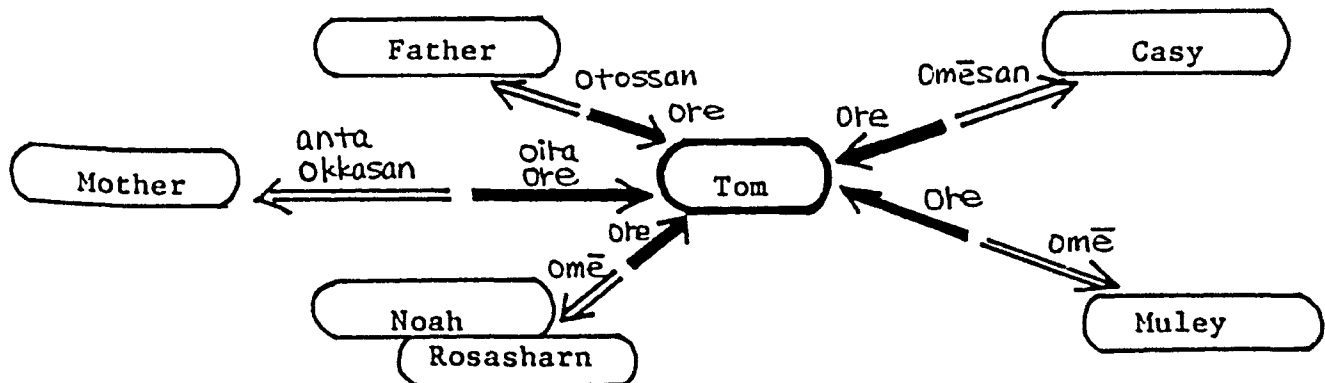 Father
Casy
otossan
ore
Omēsan
ore
anta
okkasan
Mother
oira
ore
Tom
ore
ore
omē
omē
Noah
Rosasharn
Muley